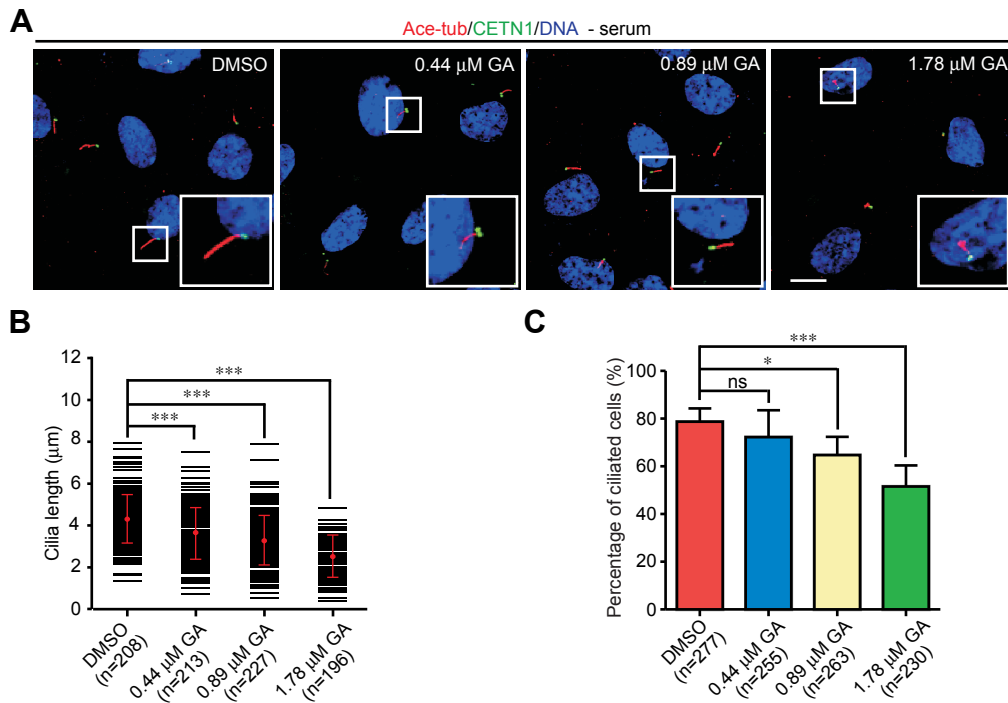 A
Ace-tub/CETN1/DNA - serum
DMSO
0.44 μM GA
0.89 μM GA
1.78 μM GA
B
Cilia length (μm)
12
10
8
6
4
2
0
***
***
***
DMSO
(n=208)
0.44 μM GA
(n=213)
0.89 μM GA
(n=227)
1.78 μM GA
(n=196)
C
Percentage of ciliated cells (%)
100
80
60
40
20
0
***
*
ns
DMSO
(n=277)
0.44 μM GA
(n=255)
0.89 μM GA
(n=263)
1.78 μM GA
(n=230)